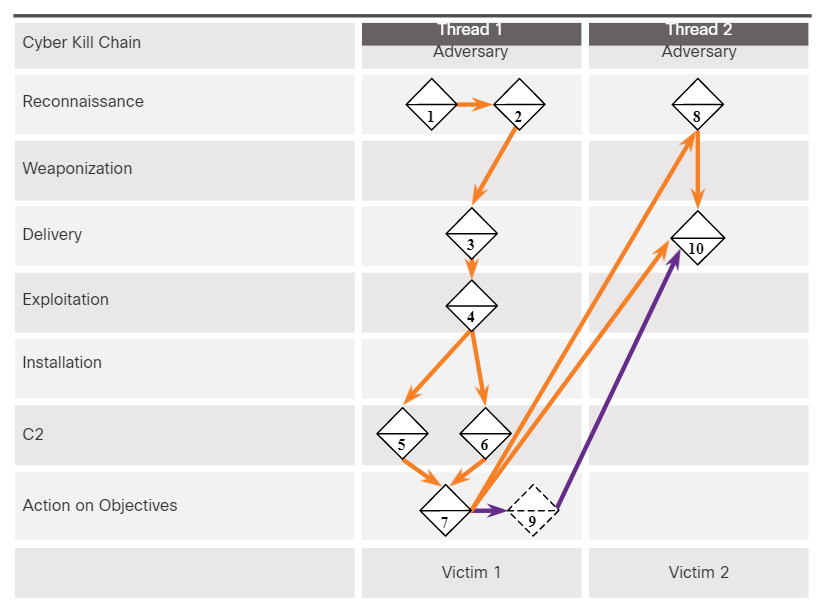 Thread 1
Thread 2
Cyber Kill Chain
Adversary
Adversary
Reconnaissance
1
2
8
Weaponization
Delivery
3
10
Exploitation
4
Installation
C2
5
6
Action on Objectives
7
9
Victim 1
Victim 2